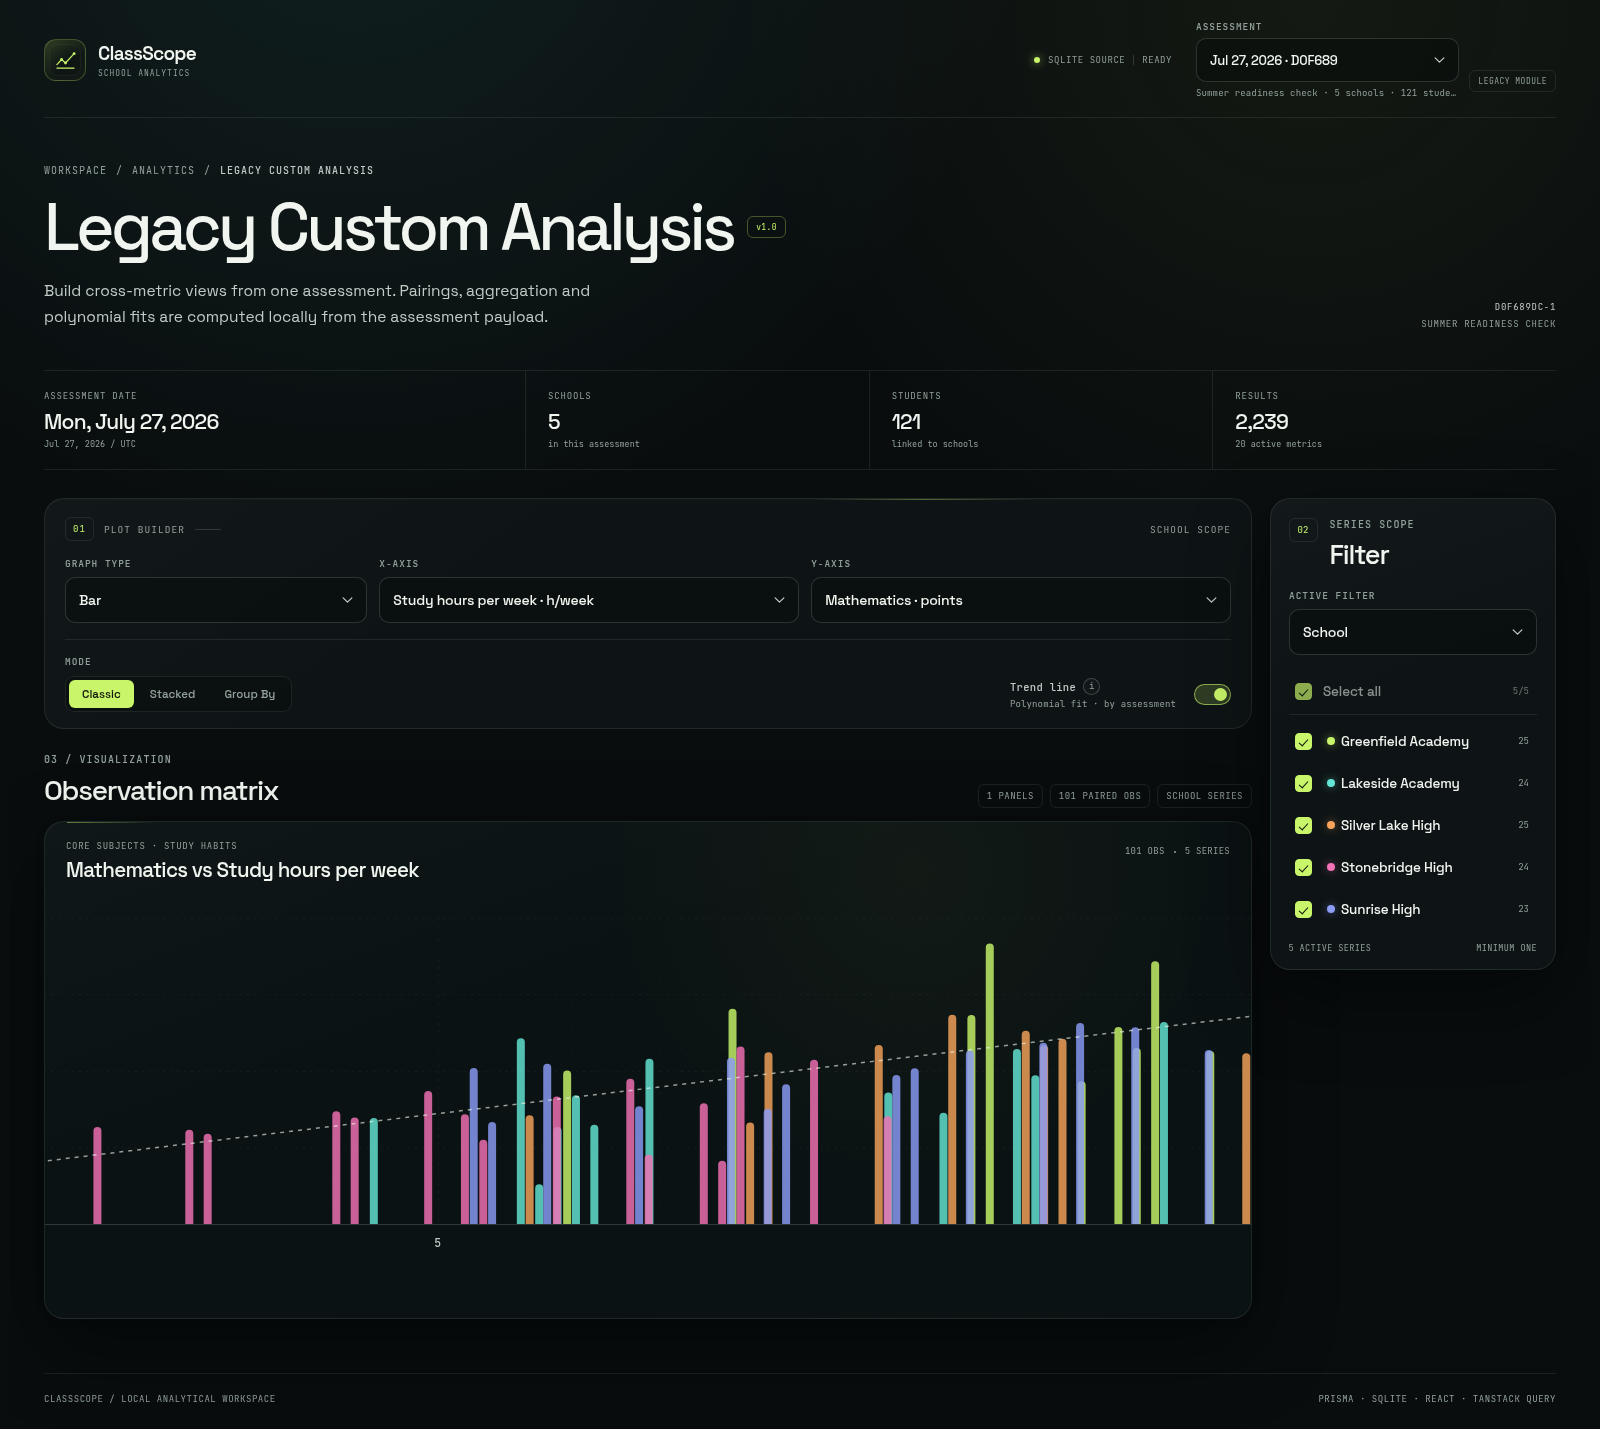 ClassScope
SCHOOL ANALYTICS
SQLITE SOURCE | READY
ASSESSMENT
Jul 27, 2026 · D0F689
Summer readiness check · 5 schools · 121 stude…
LEGACY MODULE
WORKSPACE / ANALYTICS / LEGACY CUSTOM ANALYSIS
Legacy Custom Analysis v1.0
Build cross-metric views from one assessment. Pairings, aggregation and
polynomial fits are computed locally from the assessment payload.
D0F689DC-1
SUMMER READINESS CHECK
ASSESSMENT DATE
Mon, July 27, 2026
Jul 27, 2026 / UTC
SCHOOLS
5
in this assessment
STUDENTS
121
linked to schools
RESULTS
2,239
20 active metrics
01 PLOT BUILDER
SCHOOL SCOPE
GRAPH TYPE
Bar
X-AXIS
Study hours per week · h/week
Y-AXIS
Mathematics · points
MODE
Classic Stacked Group By
Trend line i
Polynomial fit · by assessment
02 SERIES SCOPE
Filter
ACTIVE FILTER
School
Select all 5/5
Greenfield Academy 25
Lakeside Academy 24
Silver Lake High 25
Stonebridge High 24
Sunrise High 23
5 ACTIVE SERIES MINIMUM ONE
03 / VISUALIZATION
Observation matrix
1 PANELS 101 PAIRED OBS SCHOOL SERIES
CORE SUBJECTS · STUDY HABITS
Mathematics vs Study hours per week
101 OBS · 5 SERIES
5
CLASSSCOPE / LOCAL ANALYTICAL WORKSPACE
PRISMA · SQLITE · REACT · TANSTACK QUERY